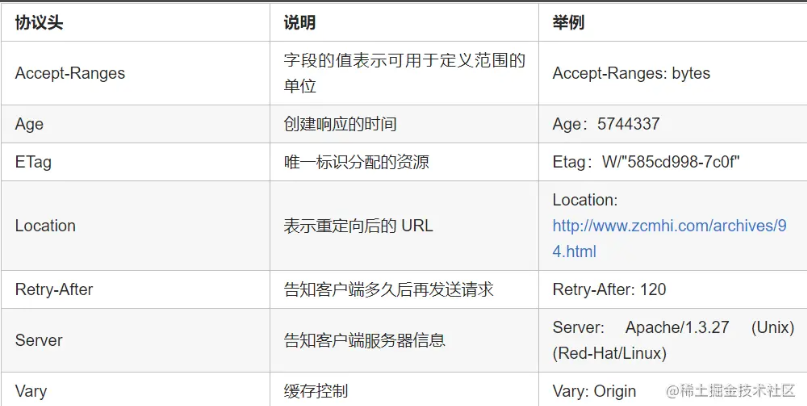 协议头 说明 举例
Accept-Ranges 字段的值表示可用于定义范围的 Accept-Ranges: bytes
单位
Age 创建响应的时间 Age：5744337
ETag 唯一标识分配的资源 Etag：W/"585cd998-7c0f"
Location 表示重定向后的 URL Location:
http://www.zcmhi.com/archives/9
4.html
Retry-After 告知客户端多久后再发送请求 Retry-After: 120
Server 告知客户端服务器信息 Server: Apache/1.3.27 (Unix)
(Red-Hat/Linux)
Vary 缓存控制 Vary: Origin
@稀土掘金技术社区